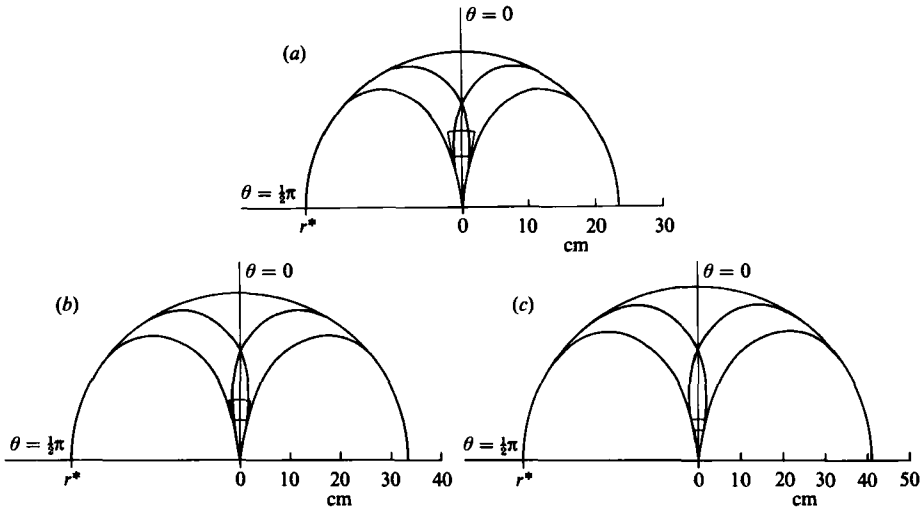 θ = 0
(a)
θ = ½π
r*
0 10 20 30
cm
θ = 0
(b)
θ = ½π
r*
0 10 20 30 40
cm
θ = 0
(c)
θ = ½π
r*
0 10 20 30 40 50
cm